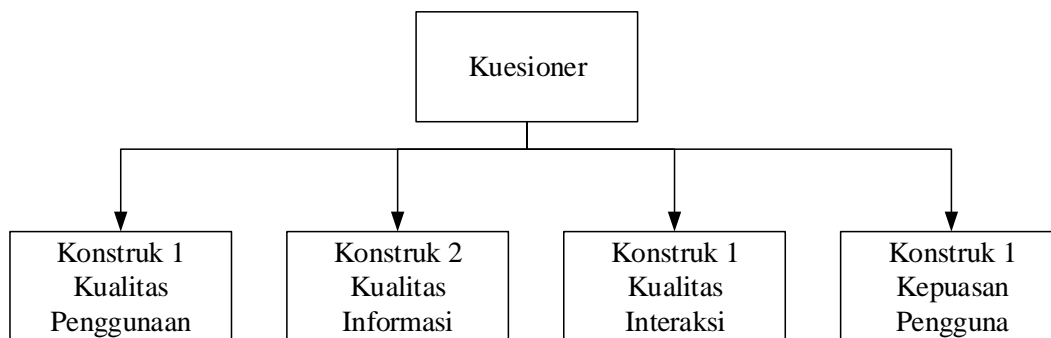 Kuesioner
Konstruk 1
Kualitas
Penggunaan
Konstruk 2
Kualitas
Informasi
Konstruk 1
Kualitas
Interaksi
Konstruk 1
Kepuasan
Pengguna